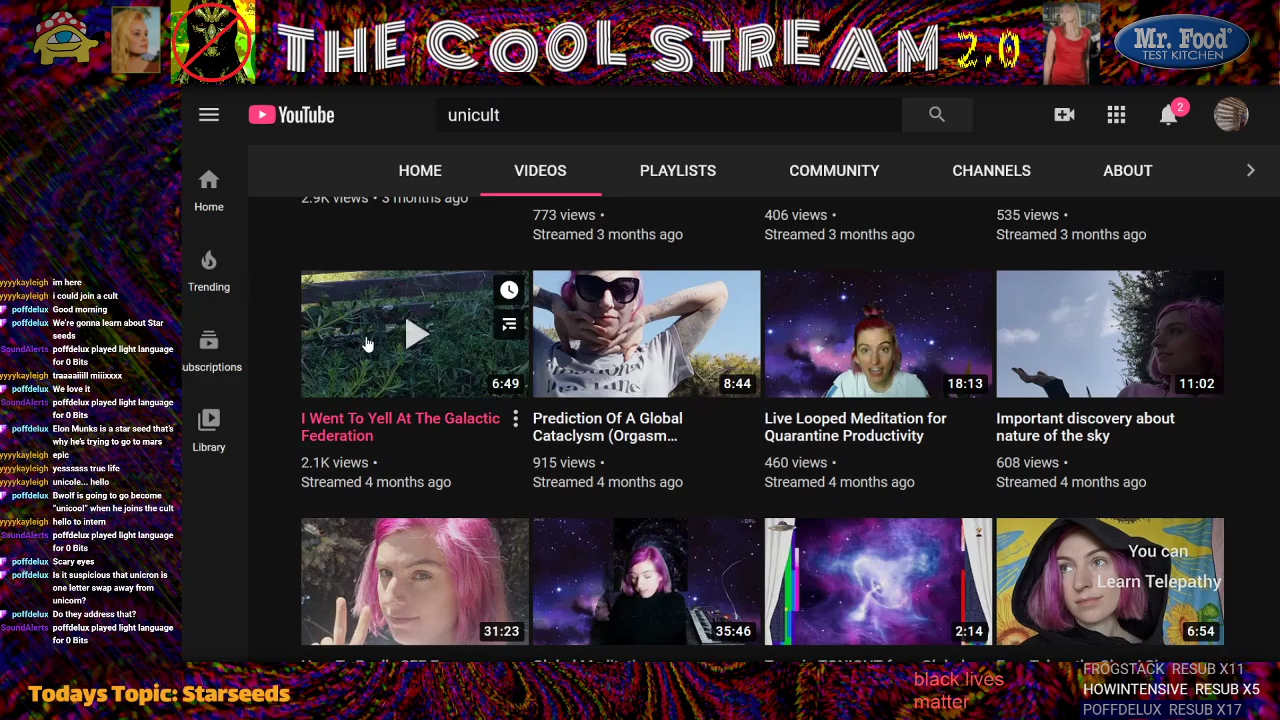 THE COOL STREAM 2.0
Mr. Food®
TEST KITCHEN
YouTube
unicult
2
HOME
VIDEOS
PLAYLISTS
COMMUNITY
CHANNELS
ABOUT
Home
Trending
ubscriptions
Library
2.9K views • 3 months ago
773 views •
Streamed 3 months ago
406 views •
Streamed 3 months ago
535 views •
Streamed 3 months ago
6:49
I Went To Yell At The Galactic
Federation
2.1K views •
Streamed 4 months ago
8:44
Prediction Of A Global
Cataclysm (Orgasm...
915 views •
Streamed 4 months ago
18:13
Live Looped Meditation for
Quarantine Productivity
460 views •
Streamed 4 months ago
11:02
Important discovery about
nature of the sky
608 views •
Streamed 4 months ago
31:23
35:46
2:14
You can
Learn Telepathy
6:54
yyyykayleigh im here
yyyykayleigh i could join a cult
poffdelux Good morning
poffdelux We're gonna learn about Star
seeds
SoundAlerts poffdelux played light language
for 0 Bits
yyyykayleigh traaaaiiilll miiixxxx
poffdelux We love it
SoundAlerts poffdelux played light language
for 0 Bits
poffdelux Elon Munks is a star seed that's
why he's trying to go to mars
yyyykayleigh epic
yyyykayleigh yessssss true life
yyyykayleigh unicole... hello
poffdelux Bwolf is going to go become
"unicool" when he joins the cult
yyyykayleigh hello to intern
SoundAlerts poffdelux played light language
for 0 Bits
poffdelux Scary eyes
poffdelux Is it suspicious that unicron is
one letter swap away from
unicorn?
poffdelux Do they address that?
SoundAlerts poffdelux played light language
for 0 Bits
Todays Topic: Starseeds
black lives
matter
FROGSTACK RESUB X11
HOWINTENSIVE RESUB X5
POFFDELUX RESUB X17